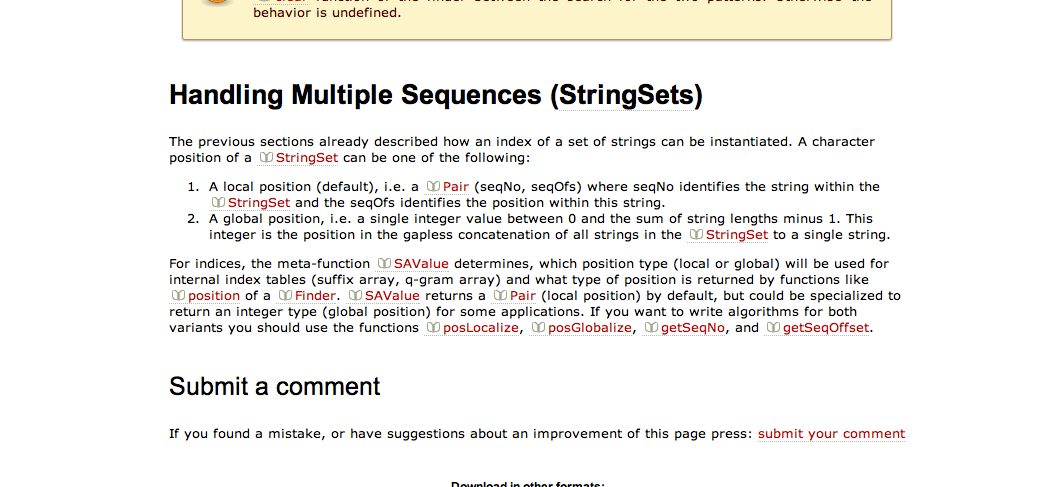 behavior is undefined.
Handling Multiple Sequences (StringSets)
The previous sections already described how an index of a set of strings can be instantiated. A character
position of a StringSet can be one of the following:
1. A local position (default), i.e. a Pair (seqNo, seqOfs) where seqNo identifies the string within the
StringSet and the seqOfs identifies the position within this string.
2. A global position, i.e. a single integer value between 0 and the sum of string lengths minus 1. This
integer is the position in the gapless concatenation of all strings in the StringSet to a single string.
For indices, the meta-function SAValue determines, which position type (local or global) will be used for
internal index tables (suffix array, q-gram array) and what type of position is returned by functions like
position of a Finder. SAValue returns a Pair (local position) by default, but could be specialized to
return an integer type (global position) for some applications. If you want to write algorithms for both
variants you should use the functions posLocalize, posGlobalize, getSeqNo, and getSeqOffset.
Submit a comment
If you found a mistake, or have suggestions about an improvement of this page press: submit your comment
Download in other formats: